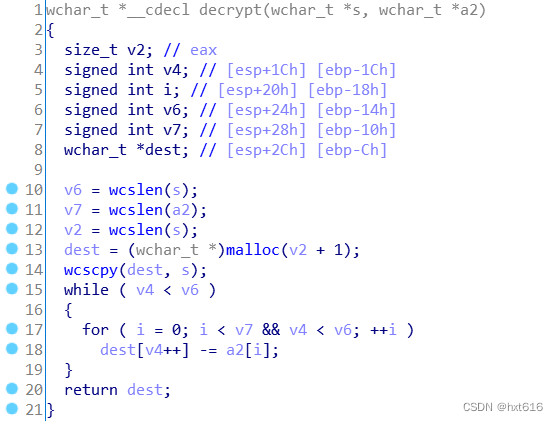 1 wchar_t *__cdecl decrypt(wchar_t *s, wchar_t *a2)
2 {
3 size_t v2; // eax
4 signed int v4; // [esp+1Ch] [ebp-1Ch]
5 signed int i; // [esp+20h] [ebp-18h]
6 signed int v6; // [esp+24h] [ebp-14h]
7 signed int v7; // [esp+28h] [ebp-10h]
8 wchar_t *dest; // [esp+2Ch] [ebp-Ch]
9
10 v6 = wcslen(s);
11 v7 = wcslen(a2);
12 v2 = wcslen(s);
13 dest = (wchar_t *)malloc(v2 + 1);
14 wcscpy(dest, s);
15 while ( v4 < v6 )
16 {
17 for ( i = 0; i < v7 && v4 < v6; ++i )
18 dest[v4++] -= a2[i];
19 }
20 return dest;
21 }
CSDN @hxt616